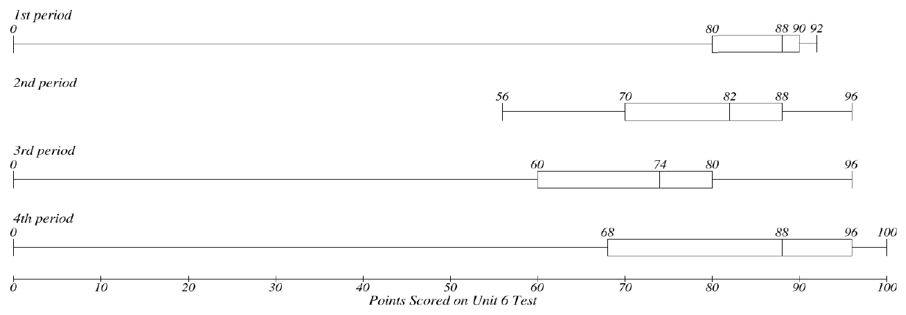 1st period
0 80 88 90 92
2nd period
56 70 82 88 96
3rd period
0 60 74 80 96
4th period
0 68 88 96 100
0 10 20 30 40 50 60 70 80 90 100
Points Scored on Unit 6 Test